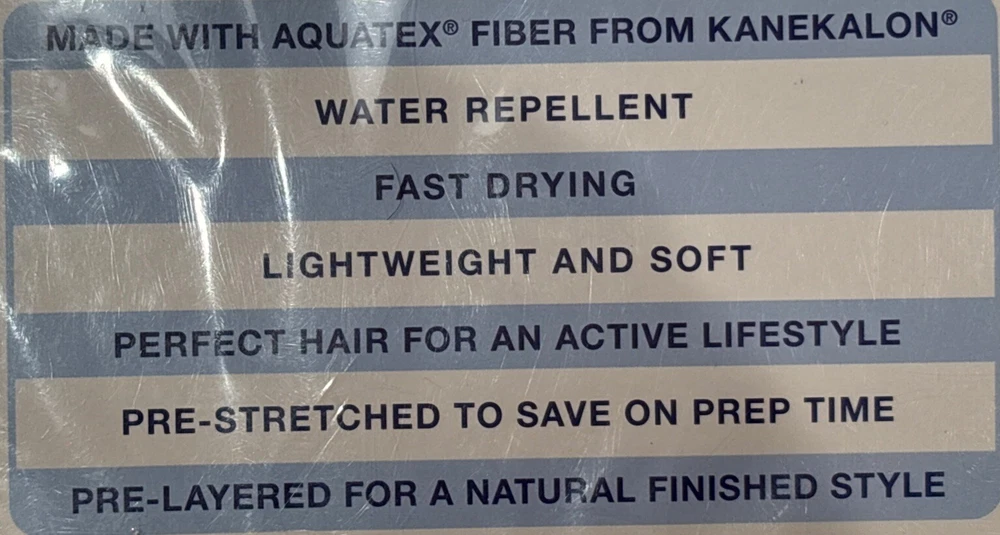 MADE WITH AQUATEX® FIBER FROM KANEKALON®
WATER REPELLENT
FAST DRYING
LIGHTWEIGHT AND SOFT
PERFECT HAIR FOR AN ACTIVE LIFESTYLE
PRE-STRETCHED TO SAVE ON PREP TIME
PRE-LAYERED FOR A NATURAL FINISHED STYLE